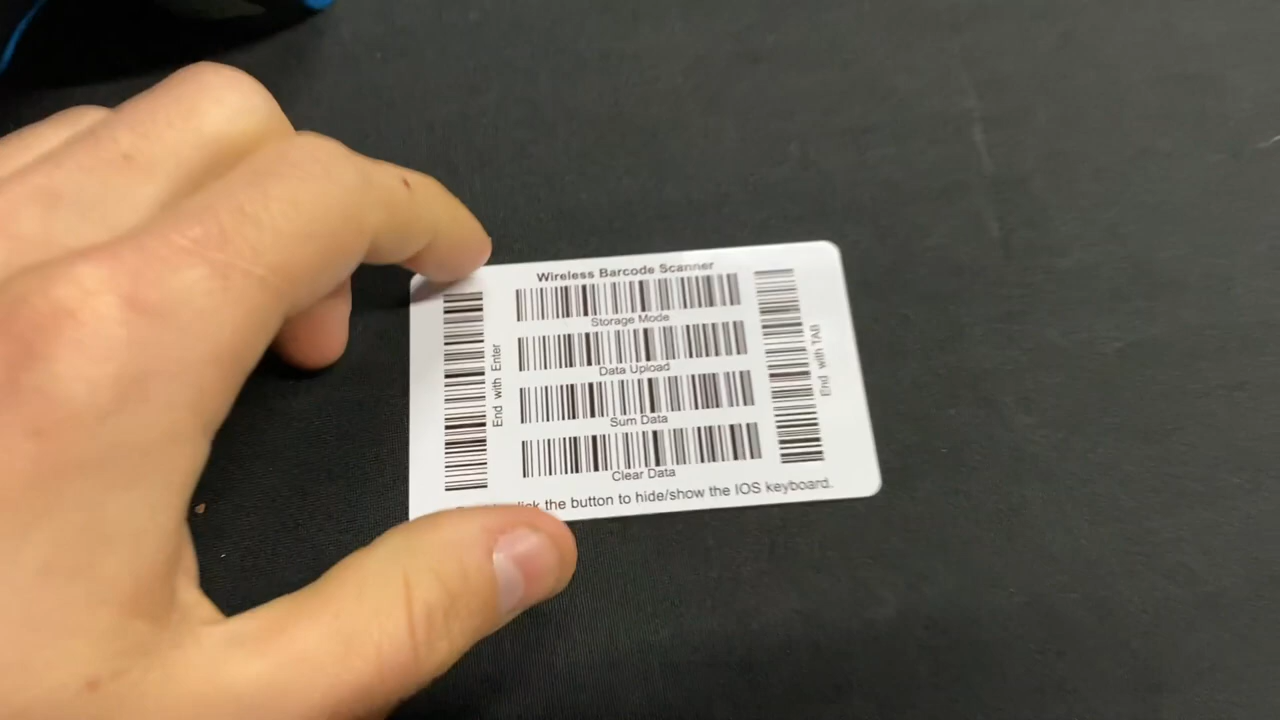 Wireless Barcode Scanner
End with Enter
Storage Mode
Data Upload
Sum Data
Clear Data
End with TAB
the button to hide/show the IOS keyboard.